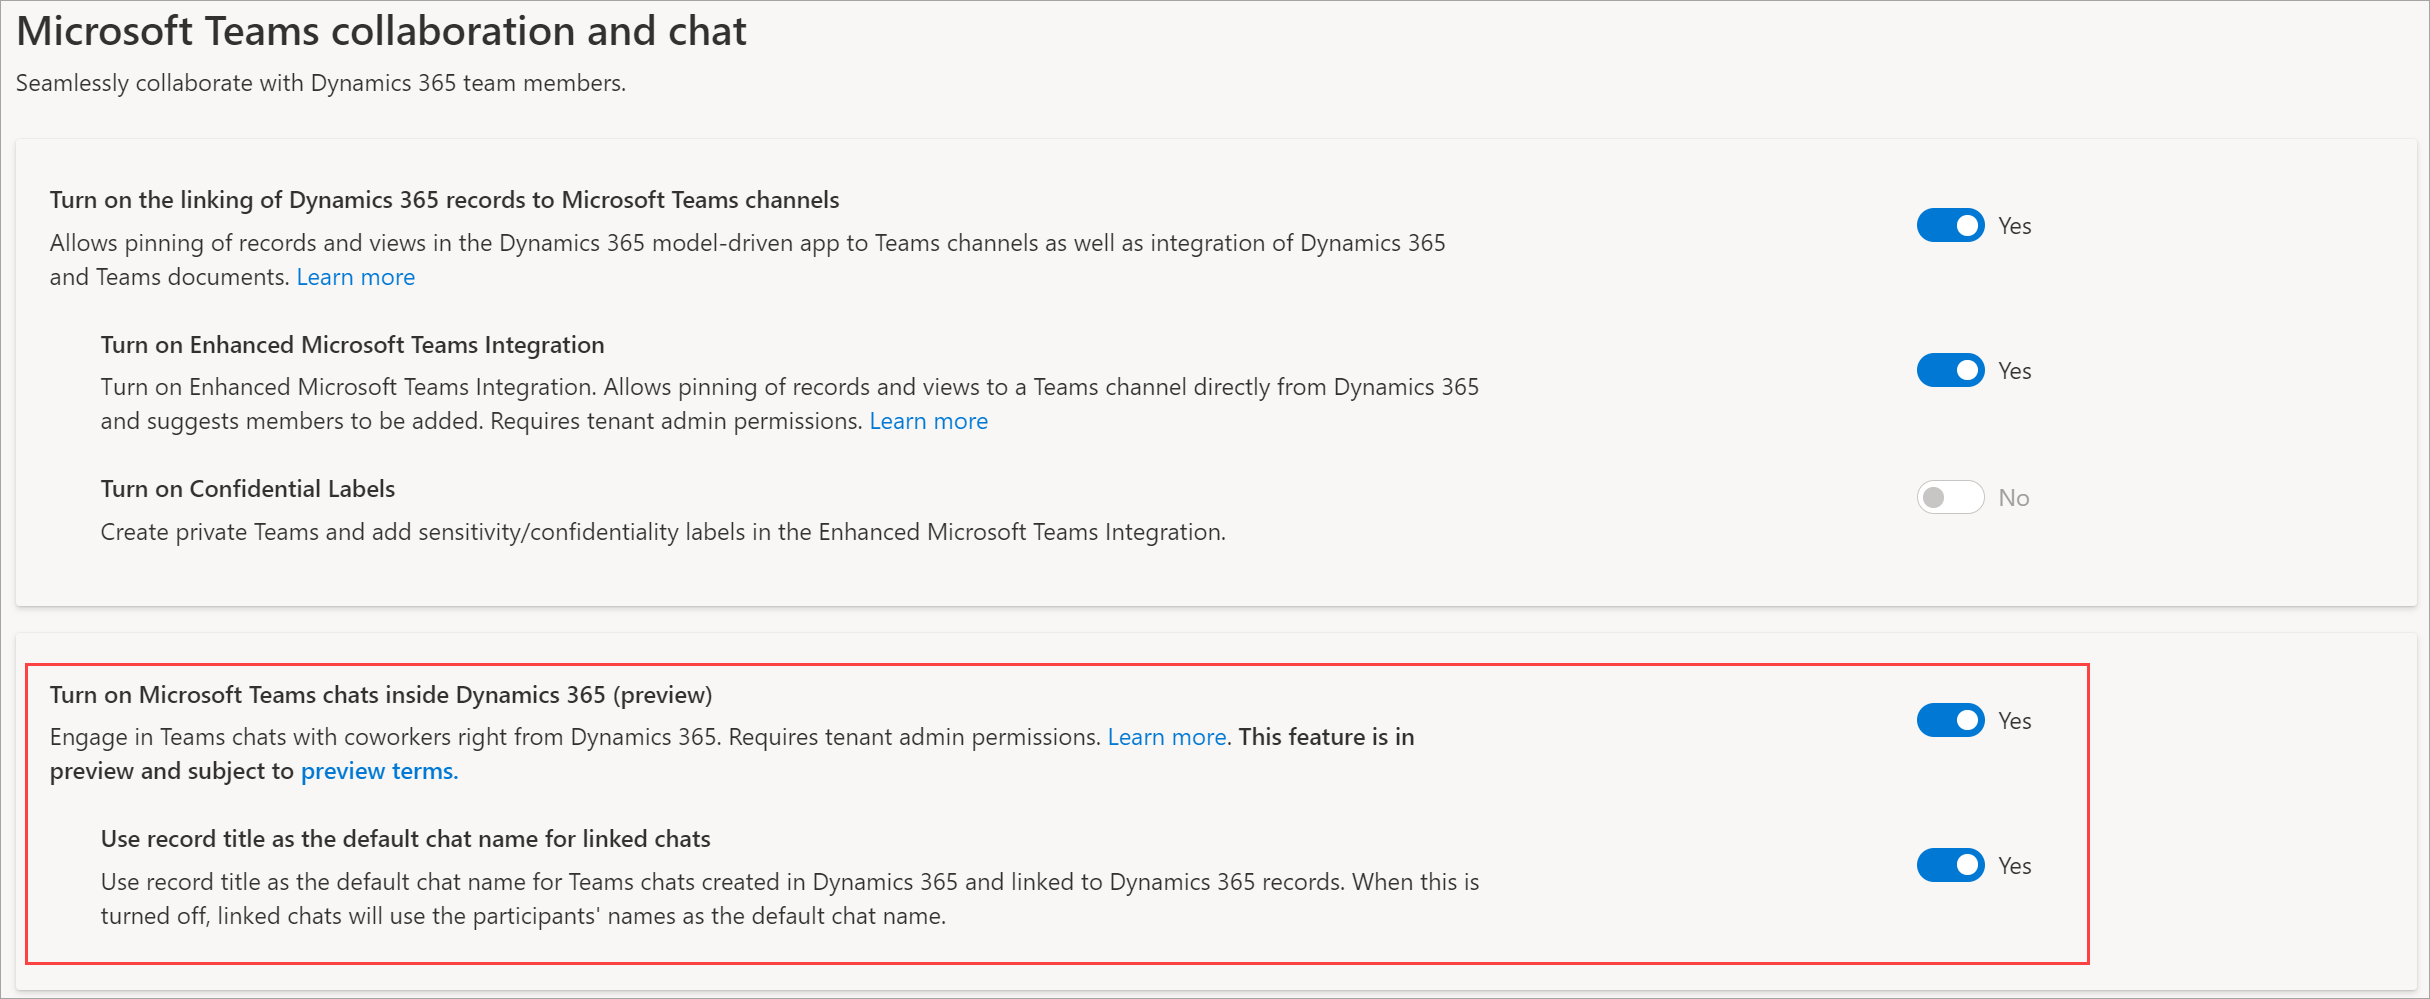 Microsoft Teams collaboration and chat
Seamlessly collaborate with Dynamics 365 team members.
Turn on the linking of Dynamics 365 records to Microsoft Teams channels
Allows pinning of records and views in the Dynamics 365 model-driven app to Teams channels as well as integration of Dynamics 365
and Teams documents. Learn more
Yes
Turn on Enhanced Microsoft Teams Integration
Turn on Enhanced Microsoft Teams Integration. Allows pinning of records and views to a Teams channel directly from Dynamics 365
and suggests members to be added. Requires tenant admin permissions. Learn more
Yes
Turn on Confidential Labels
Create private Teams and add sensitivity/confidentiality labels in the Enhanced Microsoft Teams Integration.
No
Turn on Microsoft Teams chats inside Dynamics 365 (preview)
Engage in Teams chats with coworkers right from Dynamics 365. Requires tenant admin permissions. Learn more. This feature is in
preview and subject to preview terms.
Yes
Use record title as the default chat name for linked chats
Use record title as the default chat name for Teams chats created in Dynamics 365 and linked to Dynamics 365 records. When this is
turned off, linked chats will use the participants' names as the default chat name.
Yes